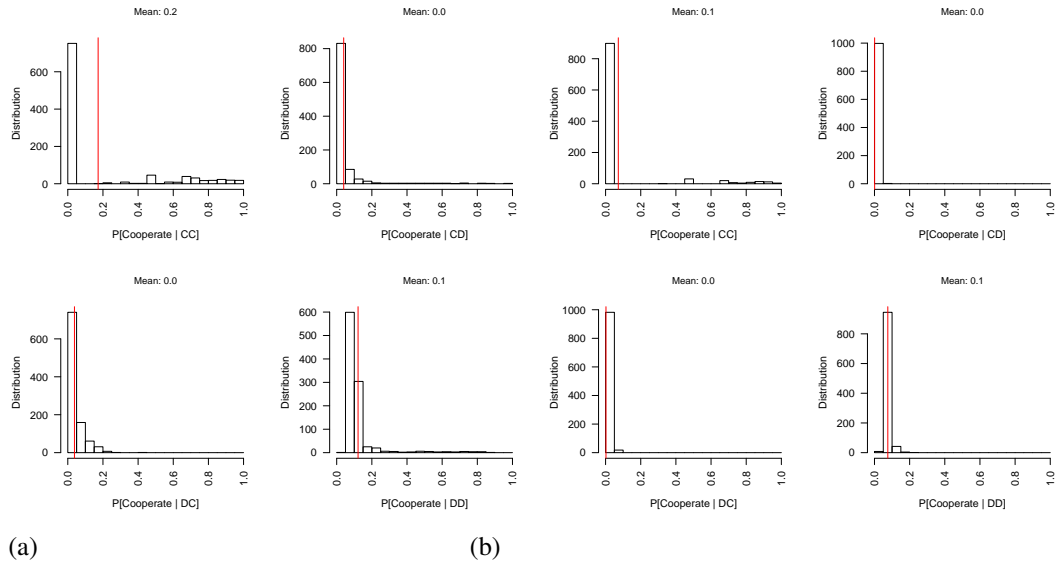 Mean: 0.2
Distribution
0 200 400 600
0.0 0.2 0.4 0.6 0.8 1.0
P[Cooperate | CC]
Mean: 0.0
Distribution
0 200 400 600 800
0.0 0.2 0.4 0.6 0.8 1.0
P[Cooperate | CD]
Mean: 0.1
Distribution
0 200 400 600 800
0.0 0.2 0.4 0.6 0.8 1.0
P[Cooperate | CC]
Mean: 0.0
Distribution
0 200 400 600 800 1000
0.0 0.2 0.4 0.6 0.8 1.0
P[Cooperate | CD]
Mean: 0.0
Distribution
0 200 400 600
0.0 0.2 0.4 0.6 0.8 1.0
P[Cooperate | DC]
Mean: 0.1
Distribution
0 100 200 300 400 500 600
0.0 0.2 0.4 0.6 0.8 1.0
P[Cooperate | DD]
Mean: 0.0
Distribution
0 200 400 600 800 1000
0.0 0.2 0.4 0.6 0.8 1.0
P[Cooperate | DC]
Mean: 0.1
Distribution
0 200 400 600 800
0.0 0.2 0.4 0.6 0.8 1.0
P[Cooperate | DD]
(a)
(b)